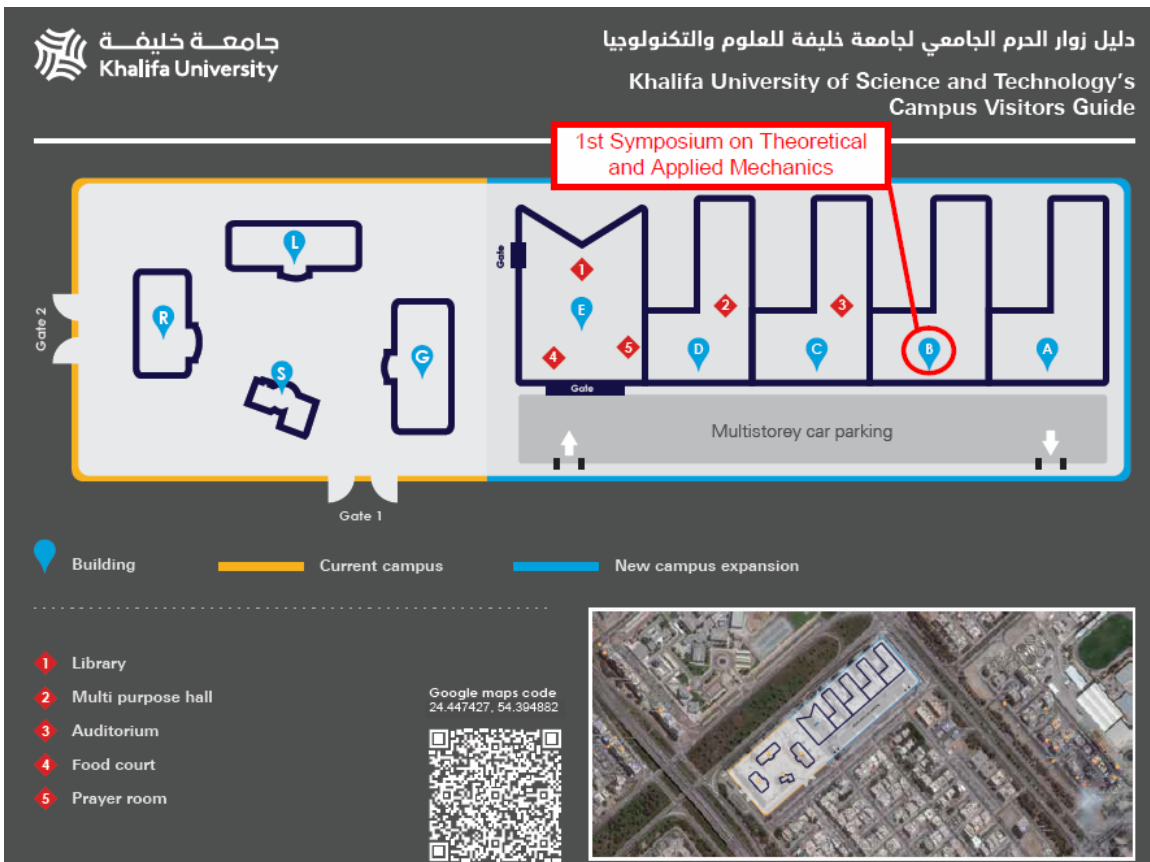 جامعة خليفة
Khalifa University
دليل زوار الحرم الجامعي لجامعة خليفة للعلوم والتكنولوجيا
Khalifa University of Science and Technology's
Campus Visitors Guide
1st Symposium on Theoretical
and Applied Mechanics
L
R
S
G
Gate 2
Gate 1
Gate
1
E
4
5
Gate
2
D
3
C
B
A
Multistorey car parking
Building
Current campus
New campus expansion
1 Library
2 Multi purpose hall
3 Auditorium
4 Food court
5 Prayer room
Google maps code
24.447427, 54.394882